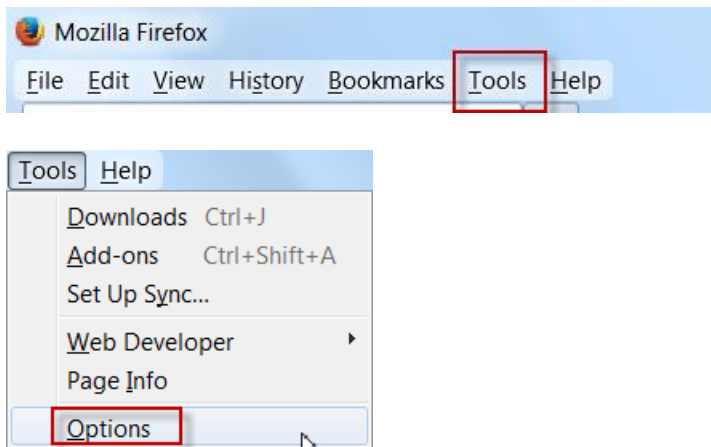 Mozilla Firefox
File Edit View History Bookmarks Tools Help
Tools Help
Downloads Ctrl+J
Add-ons Ctrl+Shift+A
Set Up Sync...
Web Developer
Page Info
Options